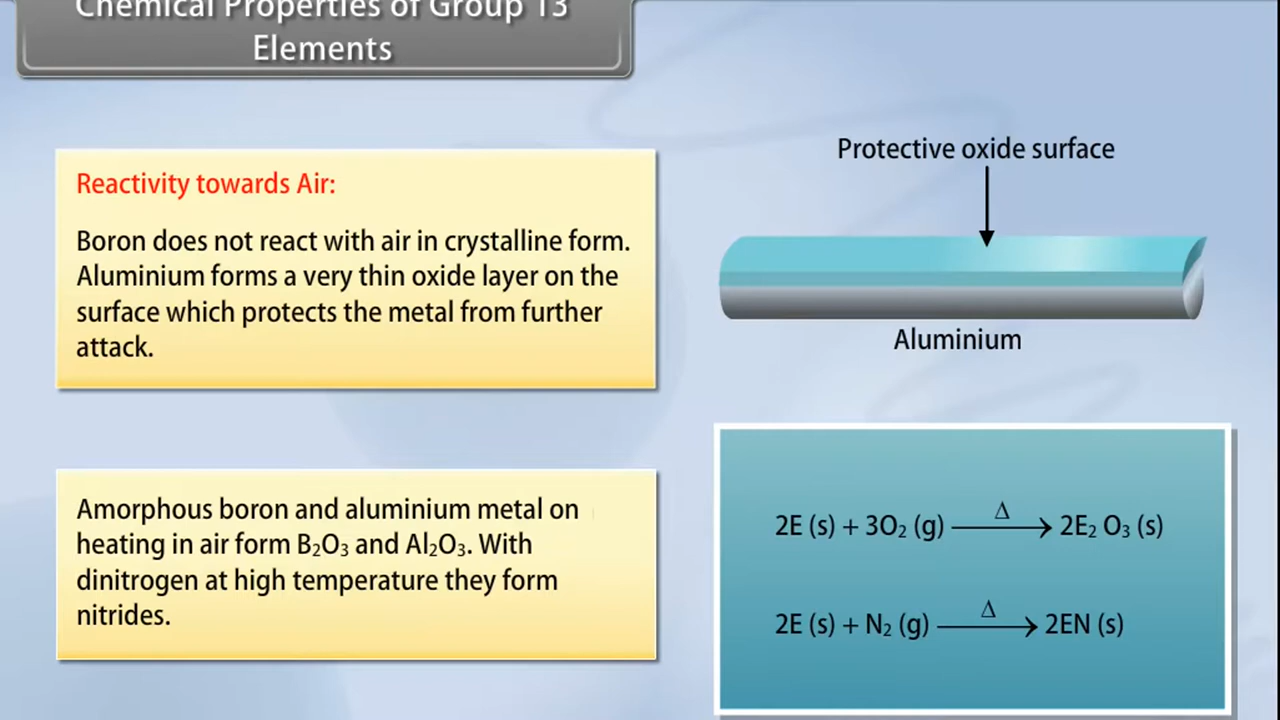 Chemical Properties of Group 13
Elements
Reactivity towards Air:
Boron does not react with air in crystalline form.
Aluminium forms a very thin oxide layer on the
surface which protects the metal from further
attack.
Protective oxide surface
Aluminium
Amorphous boron and aluminium metal on
heating in air form B₂O₃ and Al₂O₃. With
dinitrogen at high temperature they form
nitrides.
2E (s) + 3O₂ (g) —Δ→ 2E₂ O₃ (s)
2E (s) + N₂ (g) —Δ→ 2EN (s)